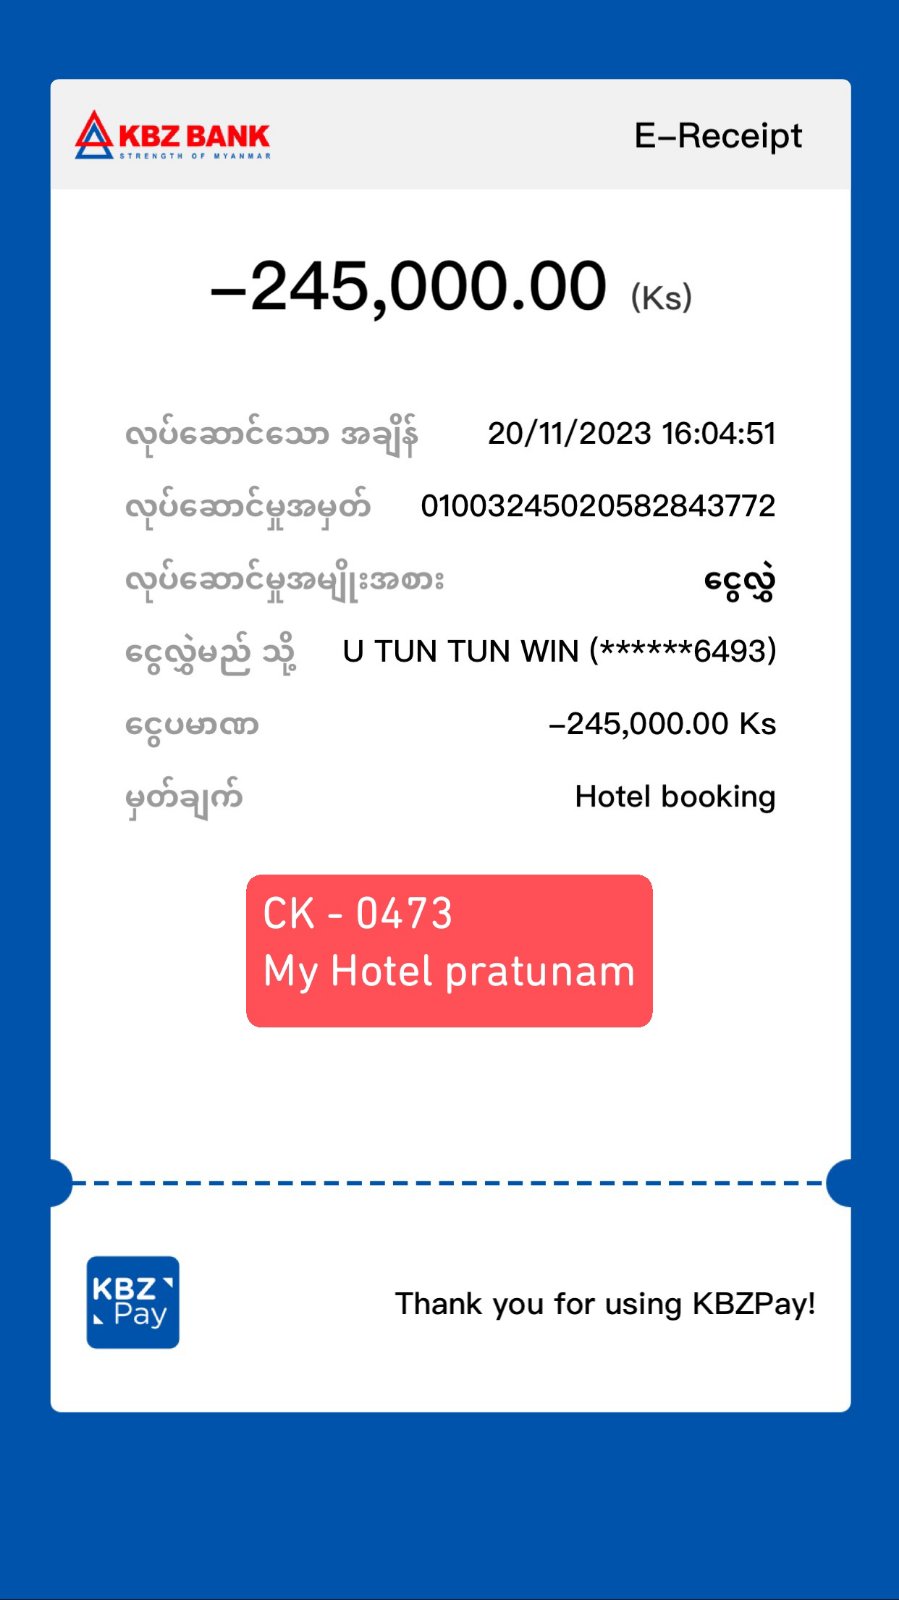 KBZ BANK
STRENGTH OF MYANMAR
E-Receipt
-245,000.00 (Ks)
လုပ်ဆောင်သော အချိန် 20/11/2023 16:04:51
လုပ်ဆောင်မှုအမှတ် 01003245020582843772
လုပ်ဆောင်မှုအမျိုးအစား ငွေလွှဲ
ငွေလွှဲမည် သို့ U TUN TUN WIN (******6493)
ငွေပမာဏ -245,000.00 Ks
မှတ်ချက် Hotel booking
CK - 0473
My Hotel pratunam
KBZ
Pay
Thank you for using KBZPay!